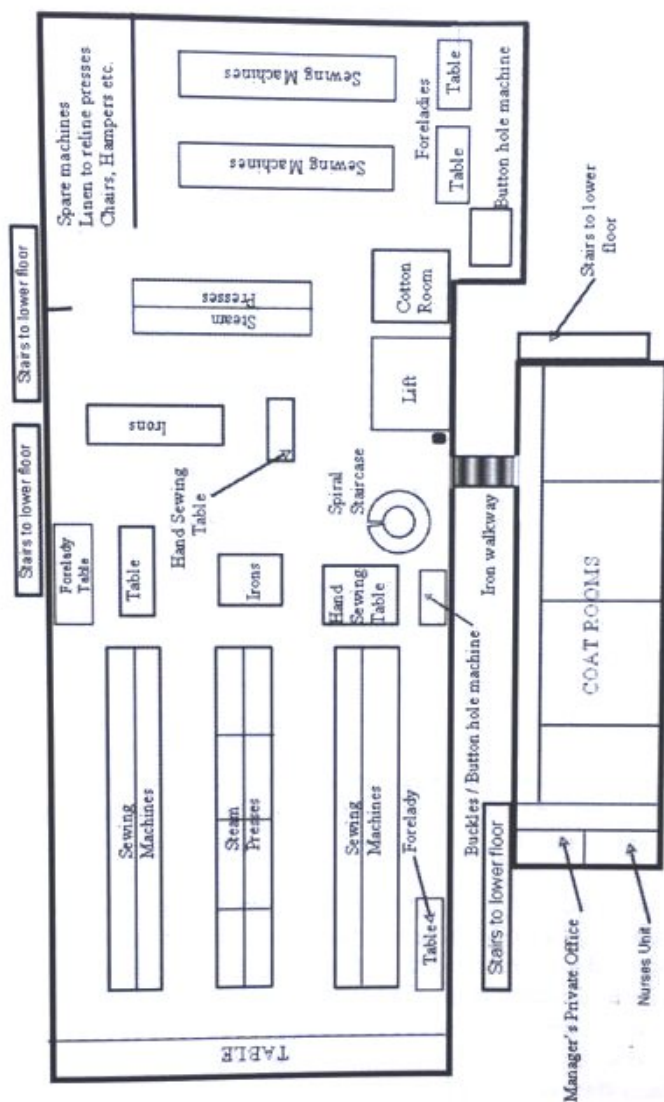 Stairs to lower floor
Stairs to lower floor
Spare machines
Linen to reline presses
Chairs, Hampers etc.
Forelady
Table
Table
Irons
Steam
Presses
Sewing Machines
Sewing Machines
Hand Sewing
Table
Irons
Sewing
Machines
Steam
Presses
Sewing
Machines
TABLE
Hand
Sewing
Table
Spiral
Staircase
Lift
Cotton
Room
Foreladies
Table
Table
Button hole machine
Forelady
Table
Buckles / Button hole machine
Iron walkway
Stairs to lower
floor
Stairs to lower floor
COAT ROOMS
Manager's Private Office
Nurses Unit